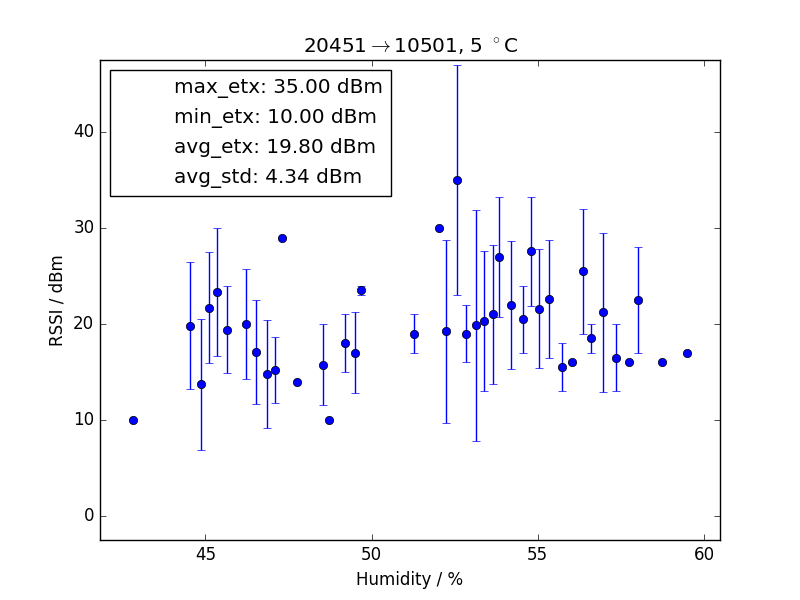 20451→10501, 5 °C
max_etx: 35.00 dBm
min_etx: 10.00 dBm
avg_etx: 19.80 dBm
avg_std: 4.34 dBm
RSSI / dBm
40
30
20
10
0
45 50 55 60
Humidity / %